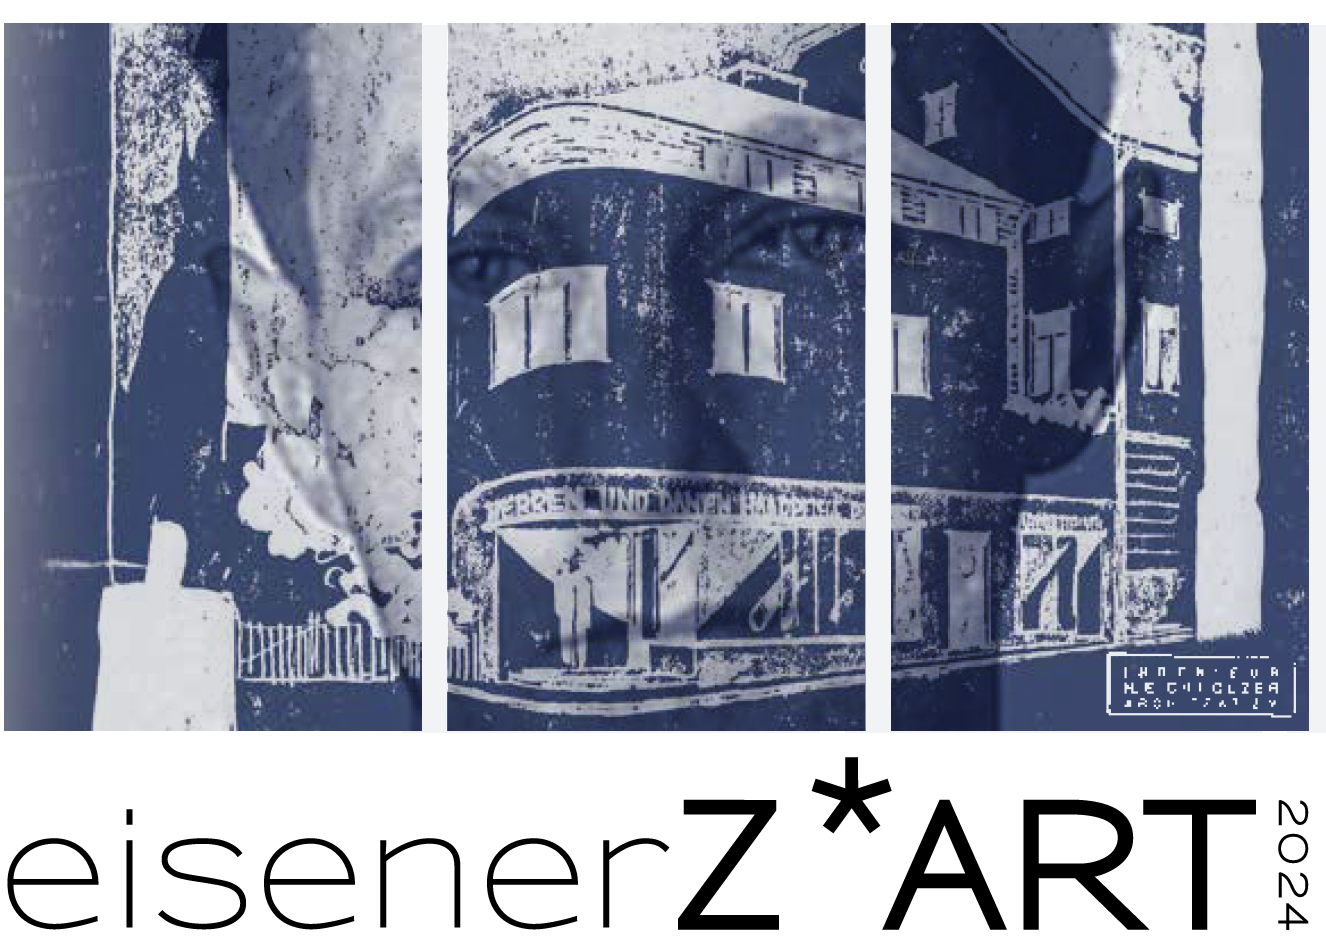 HERREN UND DAMEN
eisenerZ*ART
2024